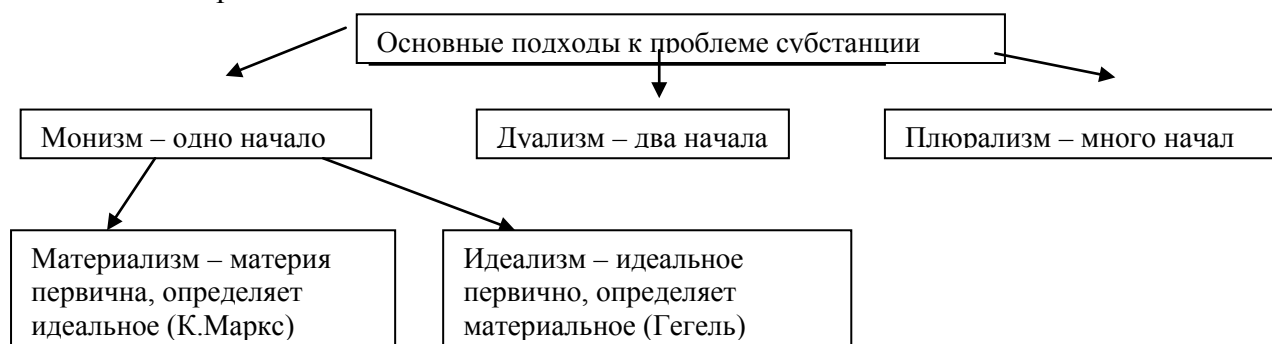 Основные подходы к проблеме субстанции
Монизм – одно начало
Дуализм – два начала
Плюрализм – много начал
Материализм – материя
первична, определяет
идеальное (К.Маркс)
Идеализм – идеальное
первично, определяет
материальное (Гегель)